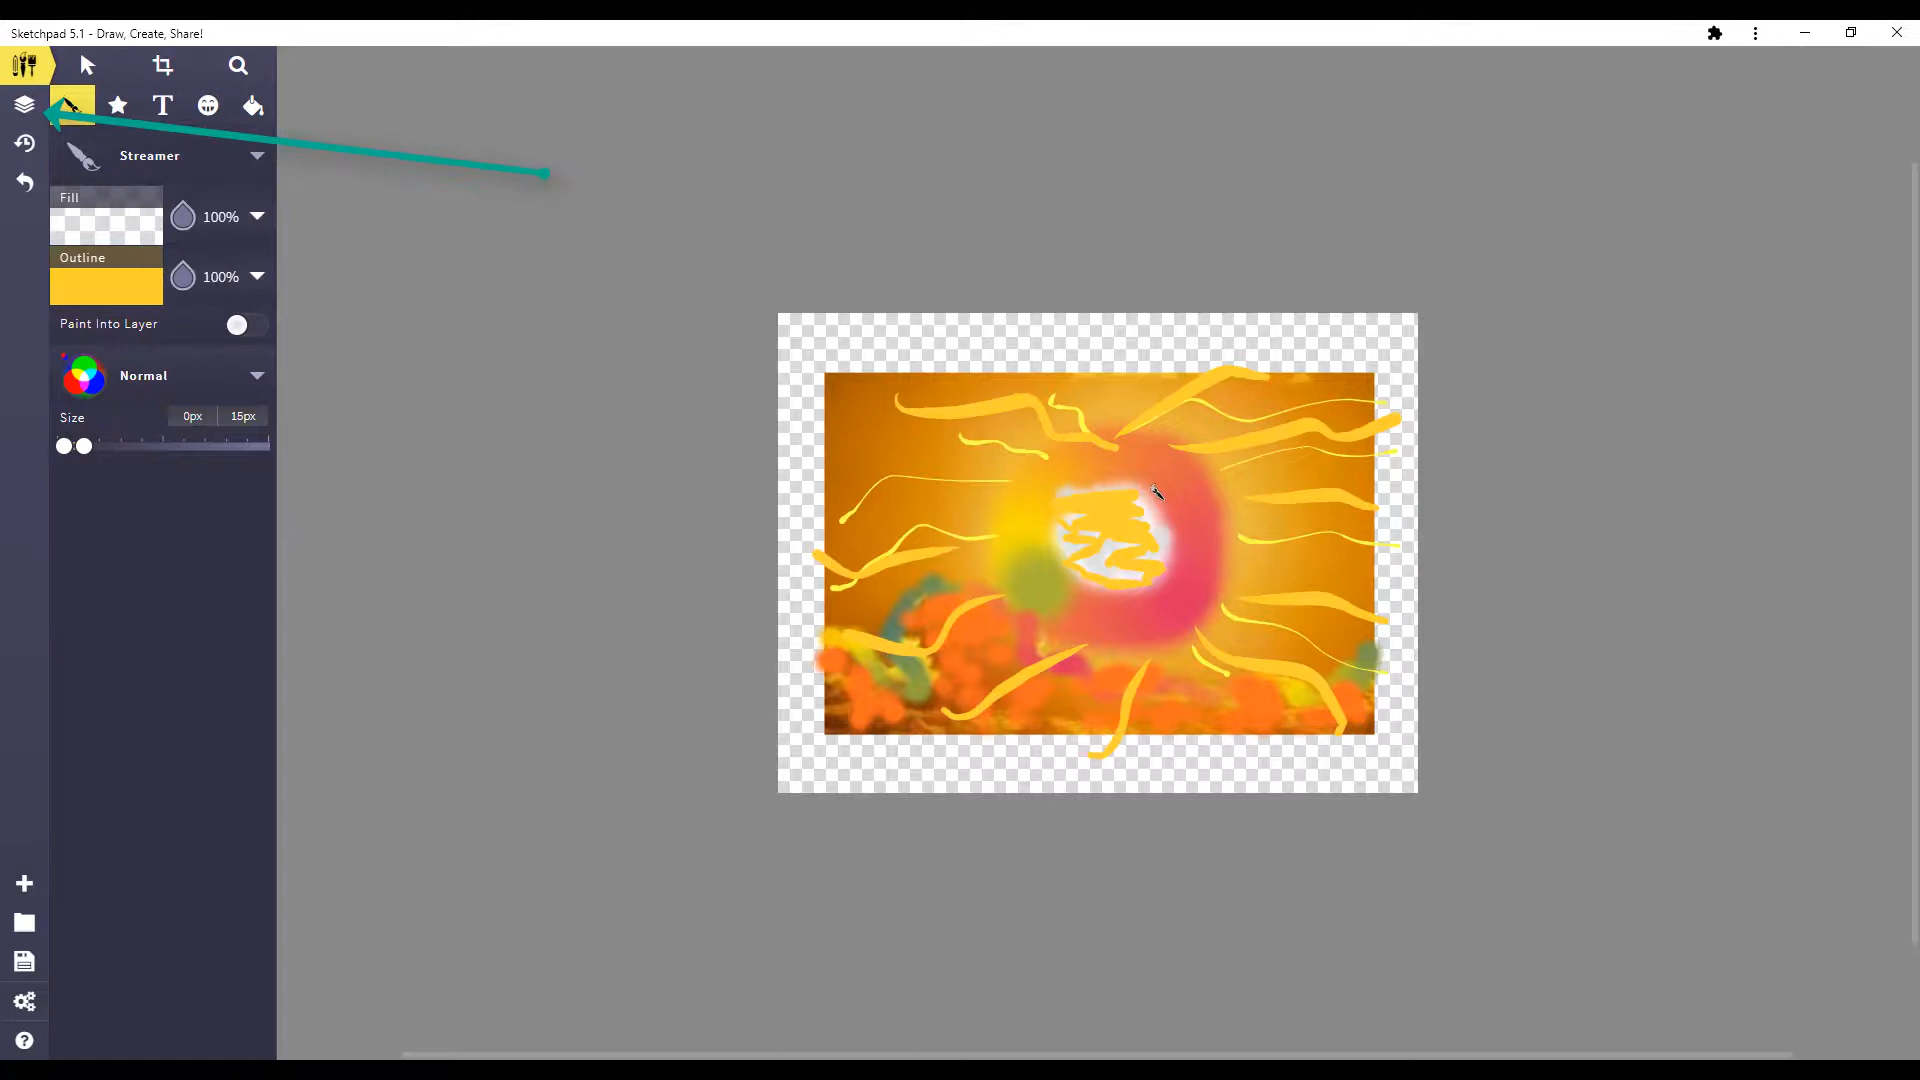 Sketchpad 5.1 - Draw, Create, Share!
T
Streamer
Fill
100%
Outline
100%
Paint Into Layer
Normal
Size
0px
15px
?